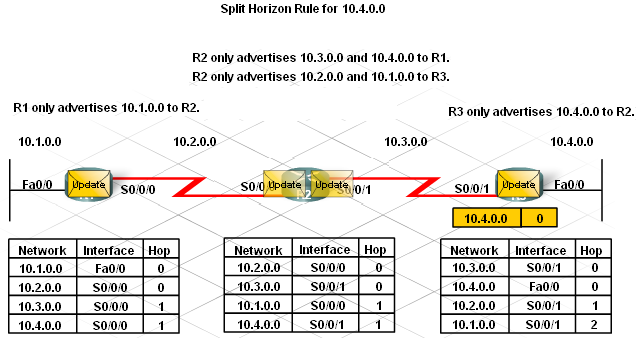 Split Horizon Rule for 10.4.0.0
R2 only advertises 10.3.0.0 and 10.4.0.0 to R1.
R2 only advertises 10.2.0.0 and 10.1.0.0 to R3.
R1 only advertises 10.1.0.0 to R2.
R3 only advertises 10.4.0.0 to R2.
10.1.0.0 10.2.0.0 10.3.0.0 10.4.0.0
Fa0/0 Update S0/0/0 S0/0 Update Update S0/0/1 S0/0/1 Update Fa0/0
10.4.0.0 0
Network Interface Hop
10.1.0.0 Fa0/0 0
10.2.0.0 S0/0/0 0
10.3.0.0 S0/0/0 1
10.4.0.0 S0/0/0 1
Network Interface Hop
10.2.0.0 S0/0/0 0
10.3.0.0 S0/0/1 0
10.1.0.0 S0/0/0 1
10.4.0.0 S0/0/1 1
Network Interface Hop
10.3.0.0 S0/0/1 0
10.4.0.0 Fa0/0 0
10.2.0.0 S0/0/1 1
10.1.0.0 S0/0/1 2